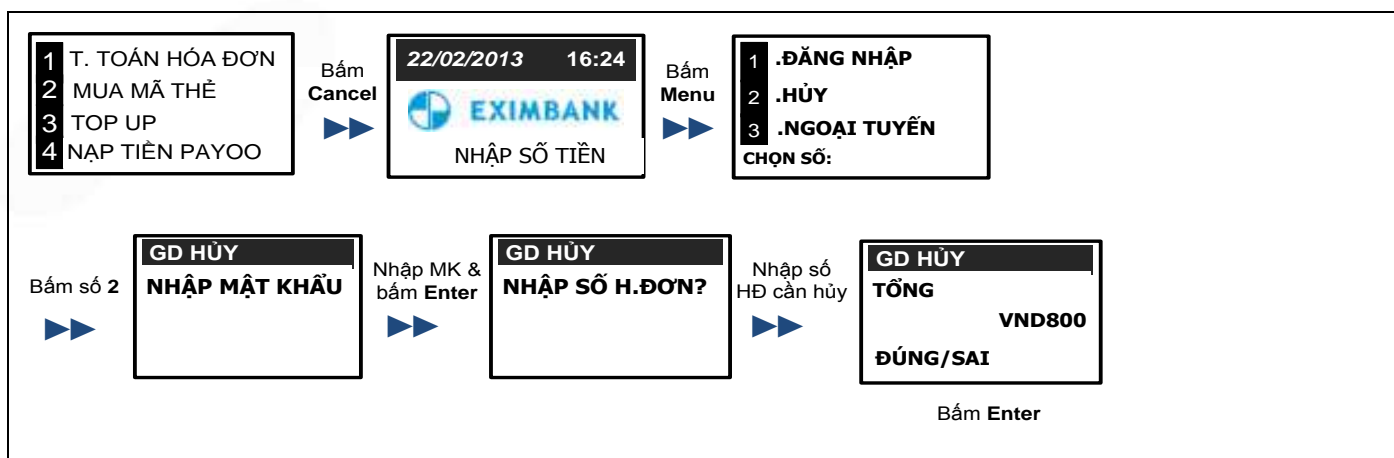 1 T. TOÁN HÓA ĐƠN
2 MUA MÃ THẺ
3 TOP UP
4 NẠP TIỀN PAYOO
Bấm
Cancel
22/02/2013 16:24
EXIMBANK
NHẬP SỐ TIỀN
Bấm
Menu
1 .ĐĂNG NHẬP
2 .HỦY
3 .NGOẠI TUYẾN
CHỌN SỐ:
Bấm số 2
GD HỦY
NHẬP MẬT KHẨU
Nhập MK &
bấm Enter
GD HỦY
NHẬP SỐ H.ĐƠN?
Nhập số
HĐ cần hủy
GD HỦY
TỔNG
VND800
ĐÚNG/SAI
Bấm Enter